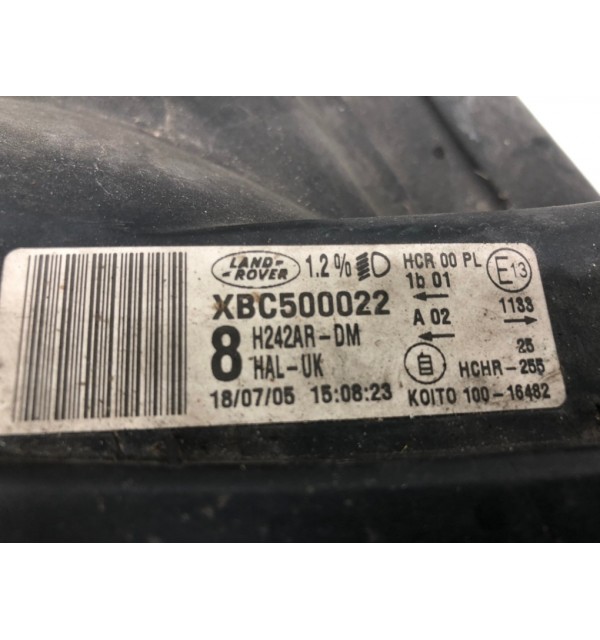 LAND-
-ROVER
1.2%
HCR 00 PL
1b 01
E13
XBC500022
A 02
1133
8
H242AR-DM
HAL-UK
25
HCHR-255
18/07/05 15:08:23
KOITO 100-16482